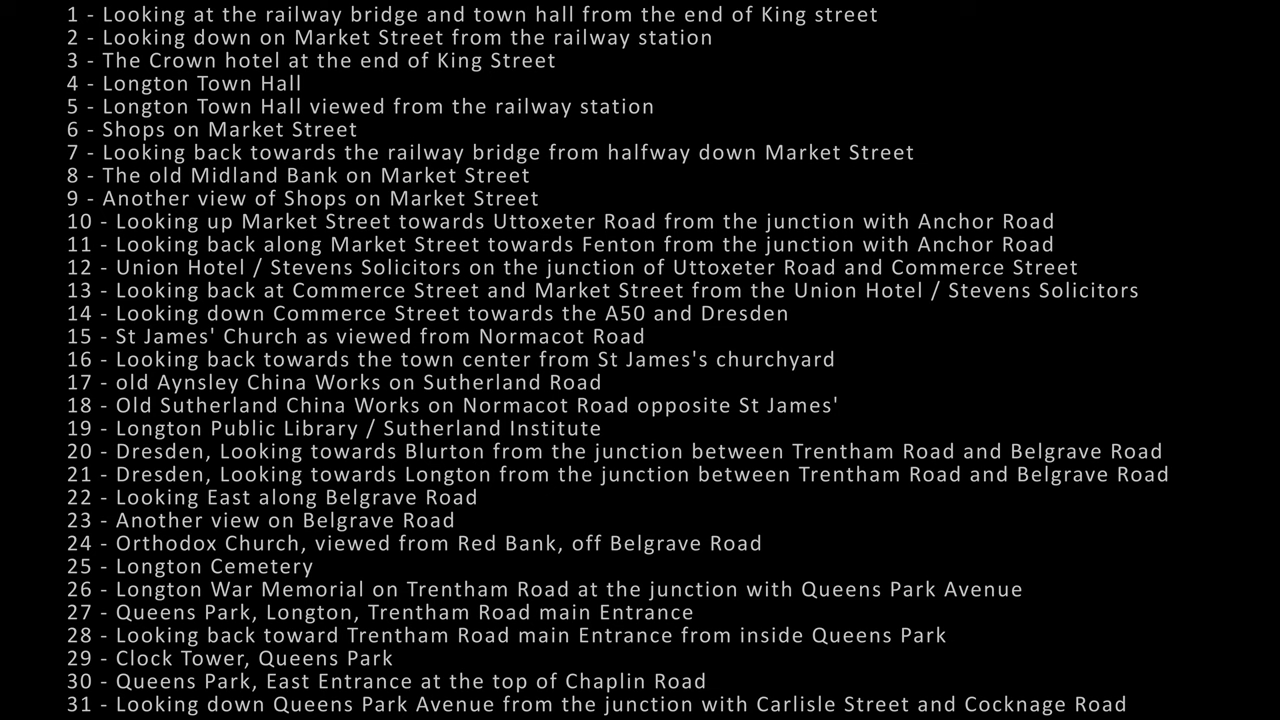 1 - Looking at the railway bridge and town hall from the end of King street
2 - Looking down on Market Street from the railway station
3 - The Crown hotel at the end of King Street
4 - Longton Town Hall
5 - Longton Town Hall viewed from the railway station
6 - Shops on Market Street
7 - Looking back towards the railway bridge from halfway down Market Street
8 - The old Midland Bank on Market Street
9 - Another view of Shops on Market Street
10 - Looking up Market Street towards Uttoxeter Road from the junction with Anchor Road
11 - Looking back along Market Street towards Fenton from the junction with Anchor Road
12 - Union Hotel / Stevens Solicitors on the junction of Uttoxeter Road and Commerce Street
13 - Looking back at Commerce Street and Market Street from the Union Hotel / Stevens Solicitors
14 - Looking down Commerce Street towards the A50 and Dresden
15 - St James' Church as viewed from Normacot Road
16 - Looking back towards the town center from St James's churchyard
17 - old Aynsley China Works on Sutherland Road
18 - Old Sutherland China Works on Normacot Road opposite St James'
19 - Longton Public Library / Sutherland Institute
20 - Dresden, Looking towards Blurton from the junction between Trentham Road and Belgrave Road
21 - Dresden, Looking towards Longton from the junction between Trentham Road and Belgrave Road
22 - Looking East along Belgrave Road
23 - Another view on Belgrave Road
24 - Orthodox Church, viewed from Red Bank, off Belgrave Road
25 - Longton Cemetery
26 - Longton War Memorial on Trentham Road at the junction with Queens Park Avenue
27 - Queens Park, Longton, Trentham Road main Entrance
28 - Looking back toward Trentham Road main Entrance from inside Queens Park
29 - Clock Tower, Queens Park
30 - Queens Park, East Entrance at the top of Chaplin Road
31 - Looking down Queens Park Avenue from the junction with Carlisle Street and Cocknage Road